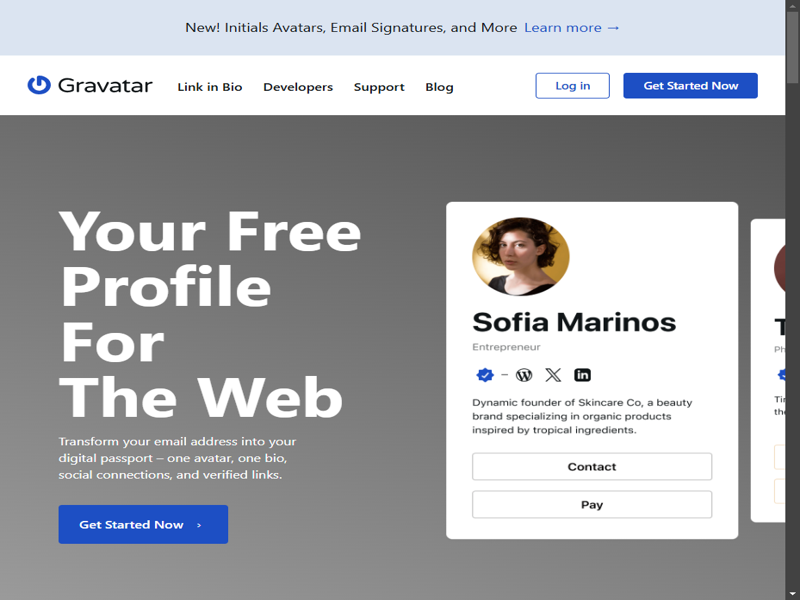 New! Initials Avatars, Email Signatures, and More Learn more →
Gravatar Link in Bio Developers Support Blog Log in Get Started Now
Your Free
Profile
For
The Web
Transform your email address into your
digital passport – one avatar, one bio,
social connections, and verified links.
Get Started Now ›
Sofia Marinos
Entrepreneur
Dynamic founder of Skincare Co, a beauty
brand specializing in organic products
inspired by tropical ingredients.
Contact
Pay